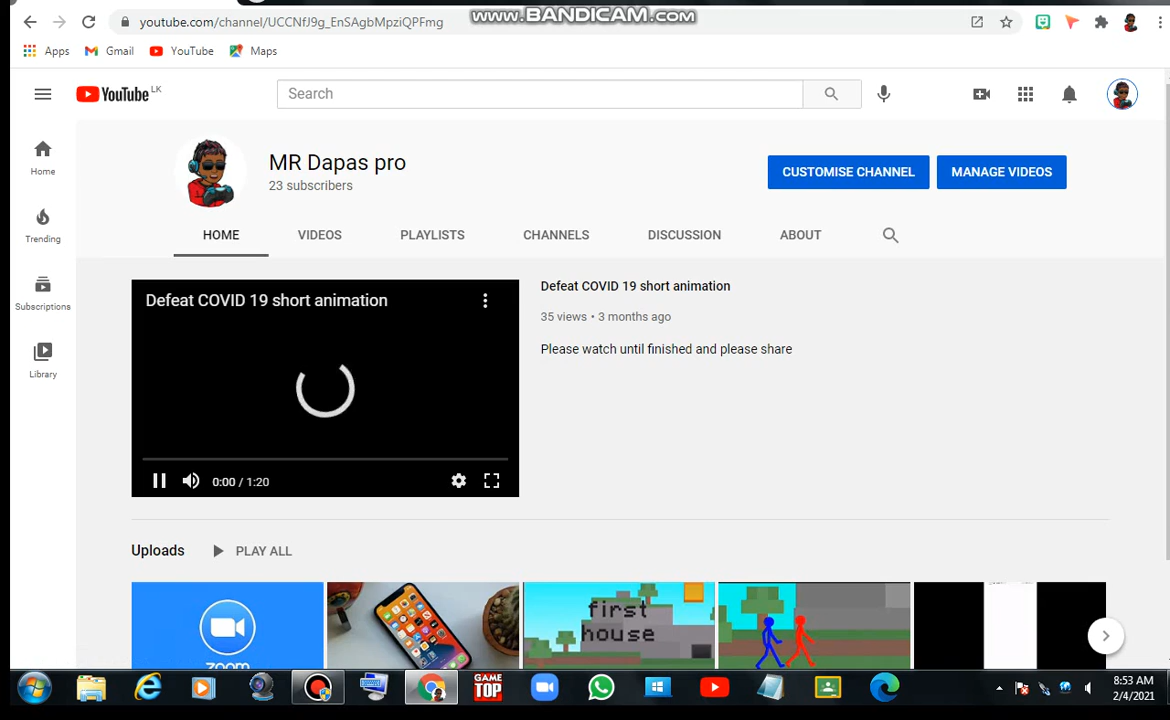 www.BANDICAM.com
youtube.com/channel/UCCNfJ9g_EnSAgbMpziQPFmg
Apps Gmail YouTube Maps
YouTube LK
Search
MR Dapas pro
23 subscribers
CUSTOMISE CHANNEL
MANAGE VIDEOS
Home
Trending
Subscriptions
Library
HOME VIDEOS PLAYLISTS CHANNELS DISCUSSION ABOUT
Defeat COVID 19 short animation
0:00 / 1:20
Defeat COVID 19 short animation
35 views • 3 months ago
Please watch until finished and please share
Uploads PLAY ALL
zoom
first
house
GAME
TOP
8:53 AM
2/4/2021